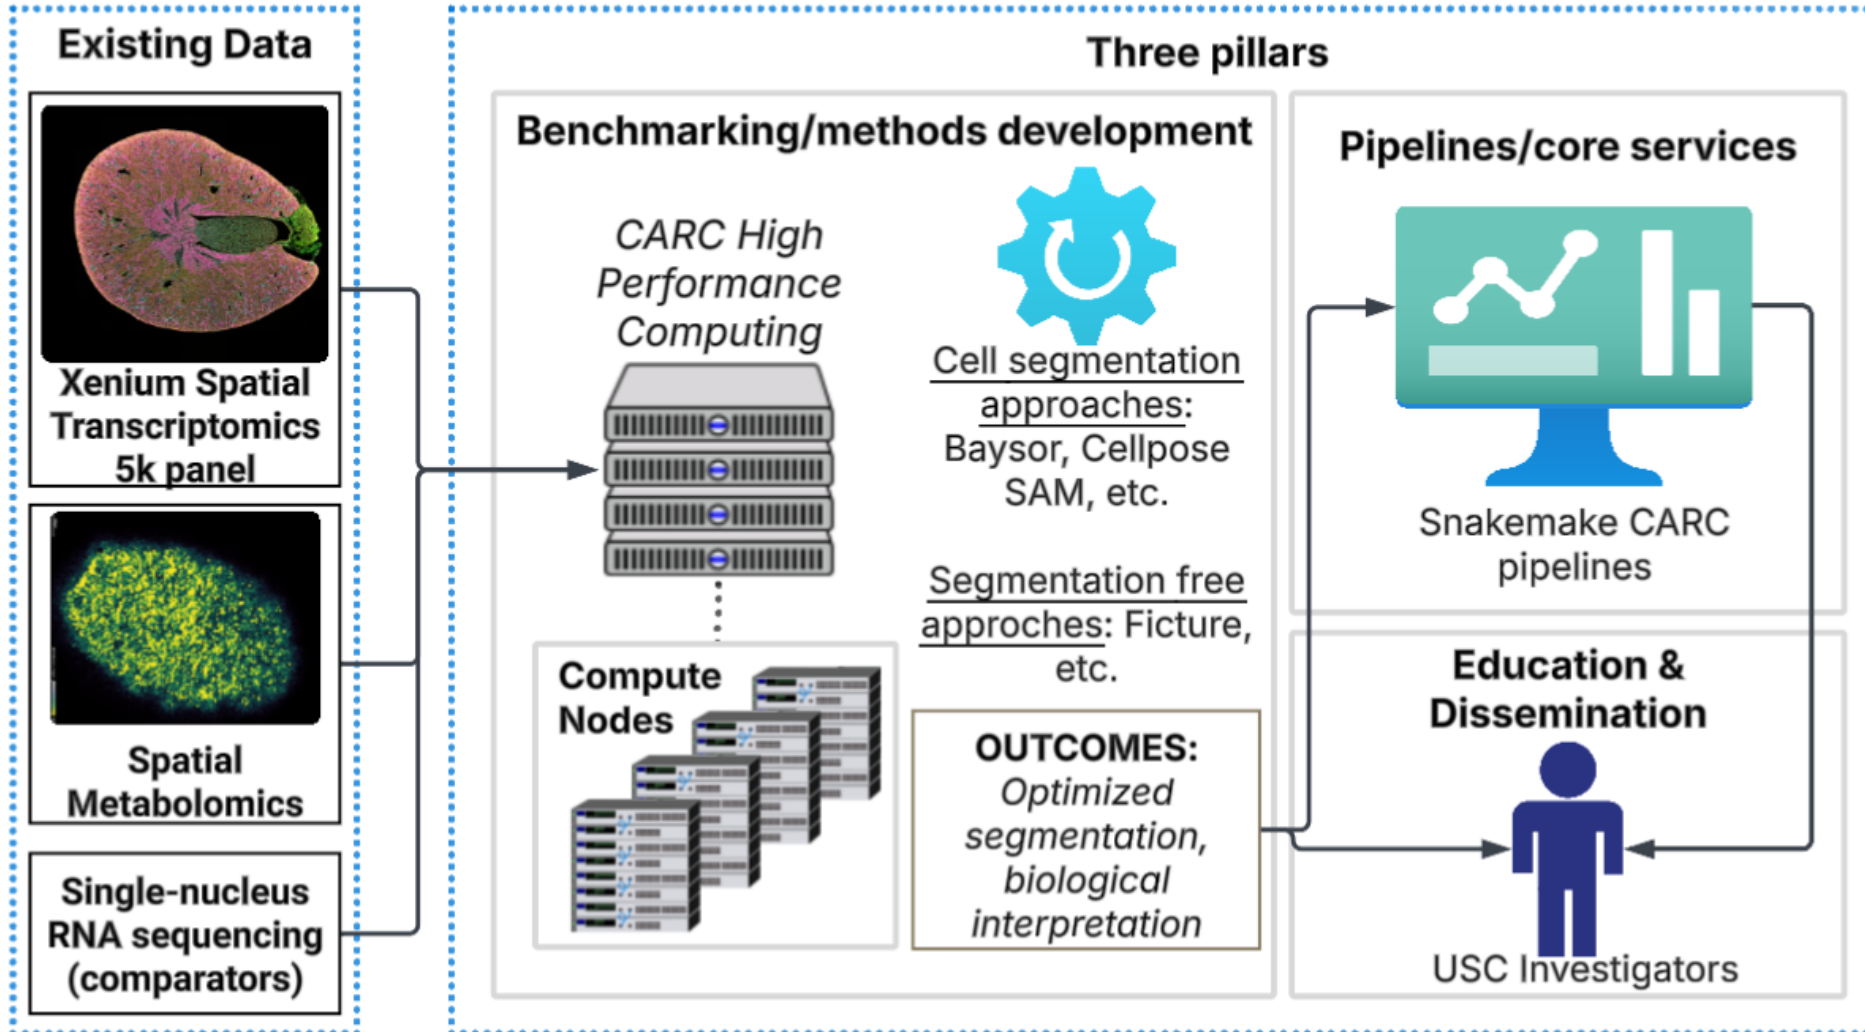 Existing Data
Xenium Spatial
Transcriptomics
5k panel
Spatial
Metabolomics
Single-nucleus
RNA sequencing
(comparators)
Three pillars
Benchmarking/methods development
CARC High
Performance
Computing
Compute
Nodes
Cell segmentation
approaches:
Baysor, Cellpose
SAM, etc.
Segmentation free
approches: Ficture,
etc.
OUTCOMES:
Optimized
segmentation,
biological
interpretation
Pipelines/core services
Snakemake CARC
pipelines
Education &
Dissemination
USC Investigators